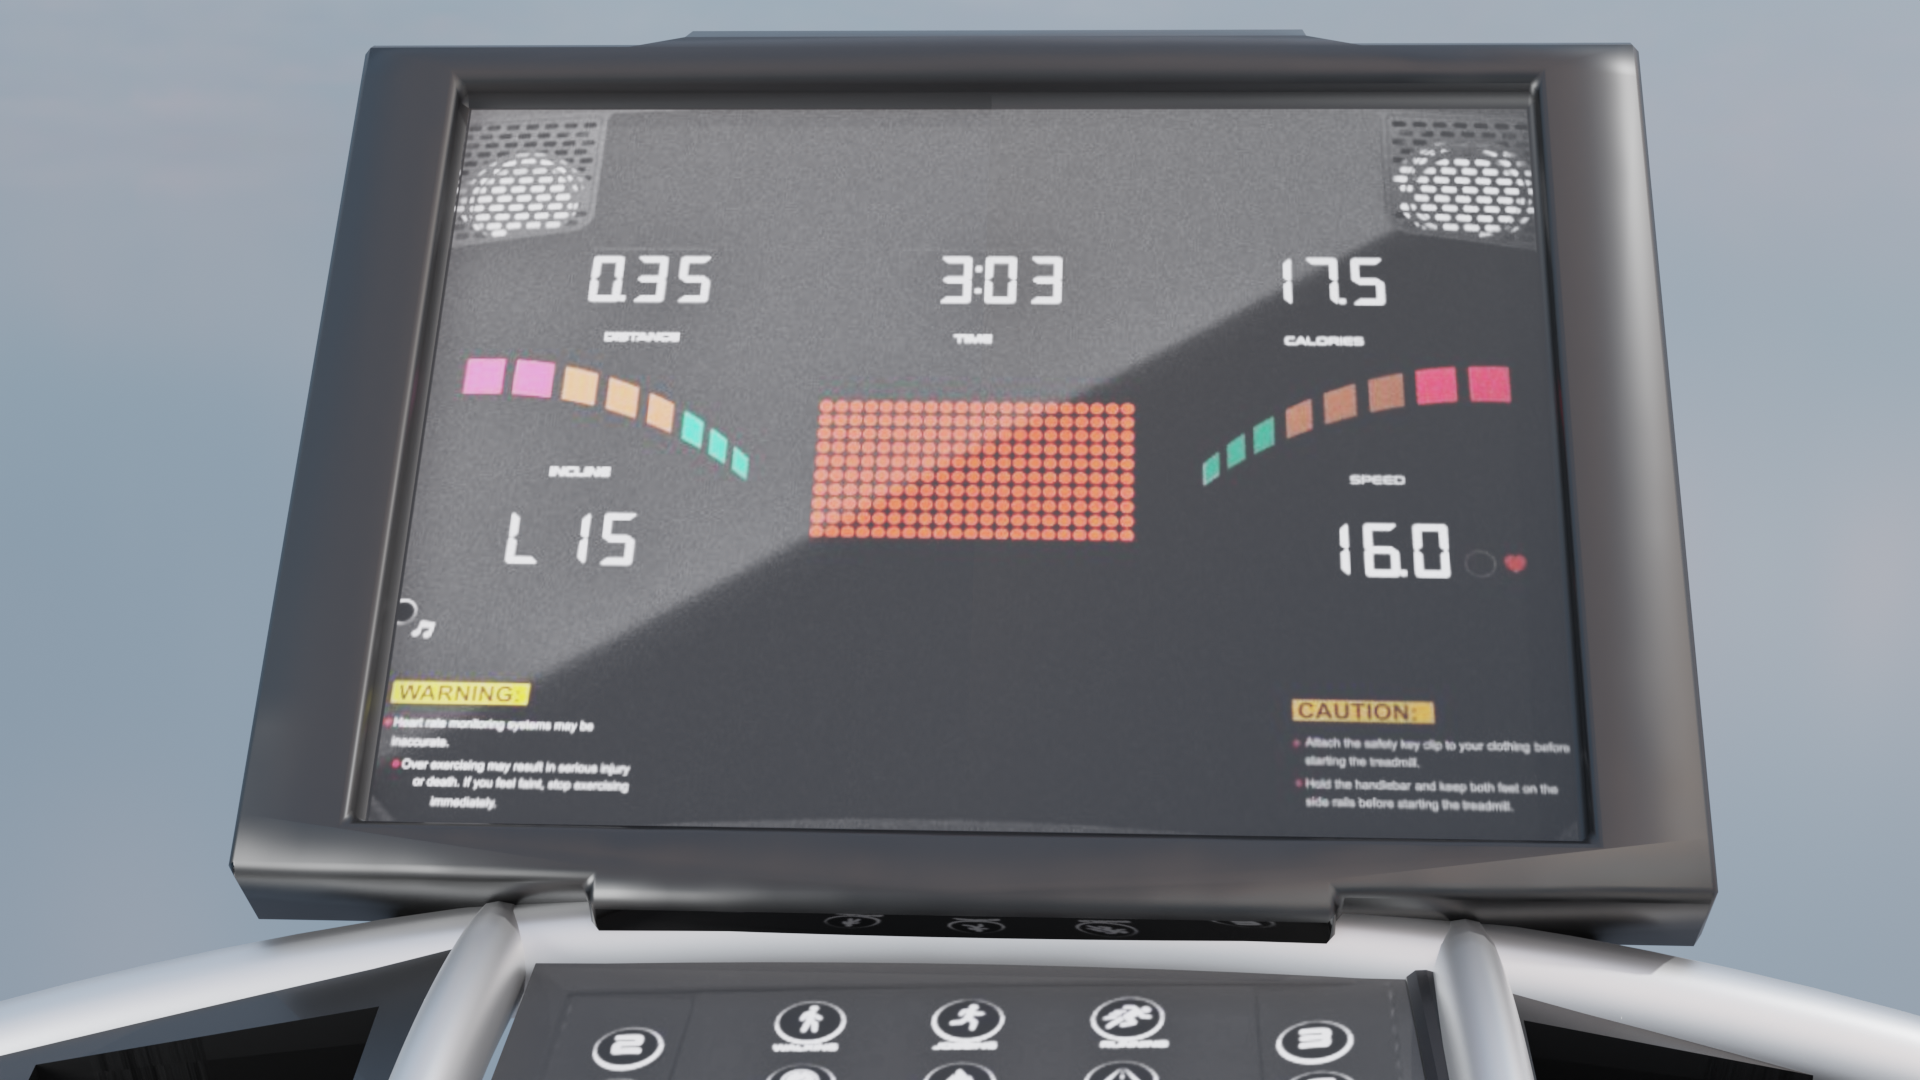 0.35 3:03 17.5
DISTANCE TIME CALORIES
INCLINE SPEED
L 15 16.0
WARNING:
Heart rate monitoring systems may be
inaccurate.
Over exercising may result in serious injury
or death. If you feel faint, stop exercising
immediately.
CAUTION:
Attach the safety key clip to your clothing before
starting the treadmill.
Hold the handlebar and keep both feet on the
side rails before starting the treadmill.
WALKING JOGGING RUNNING